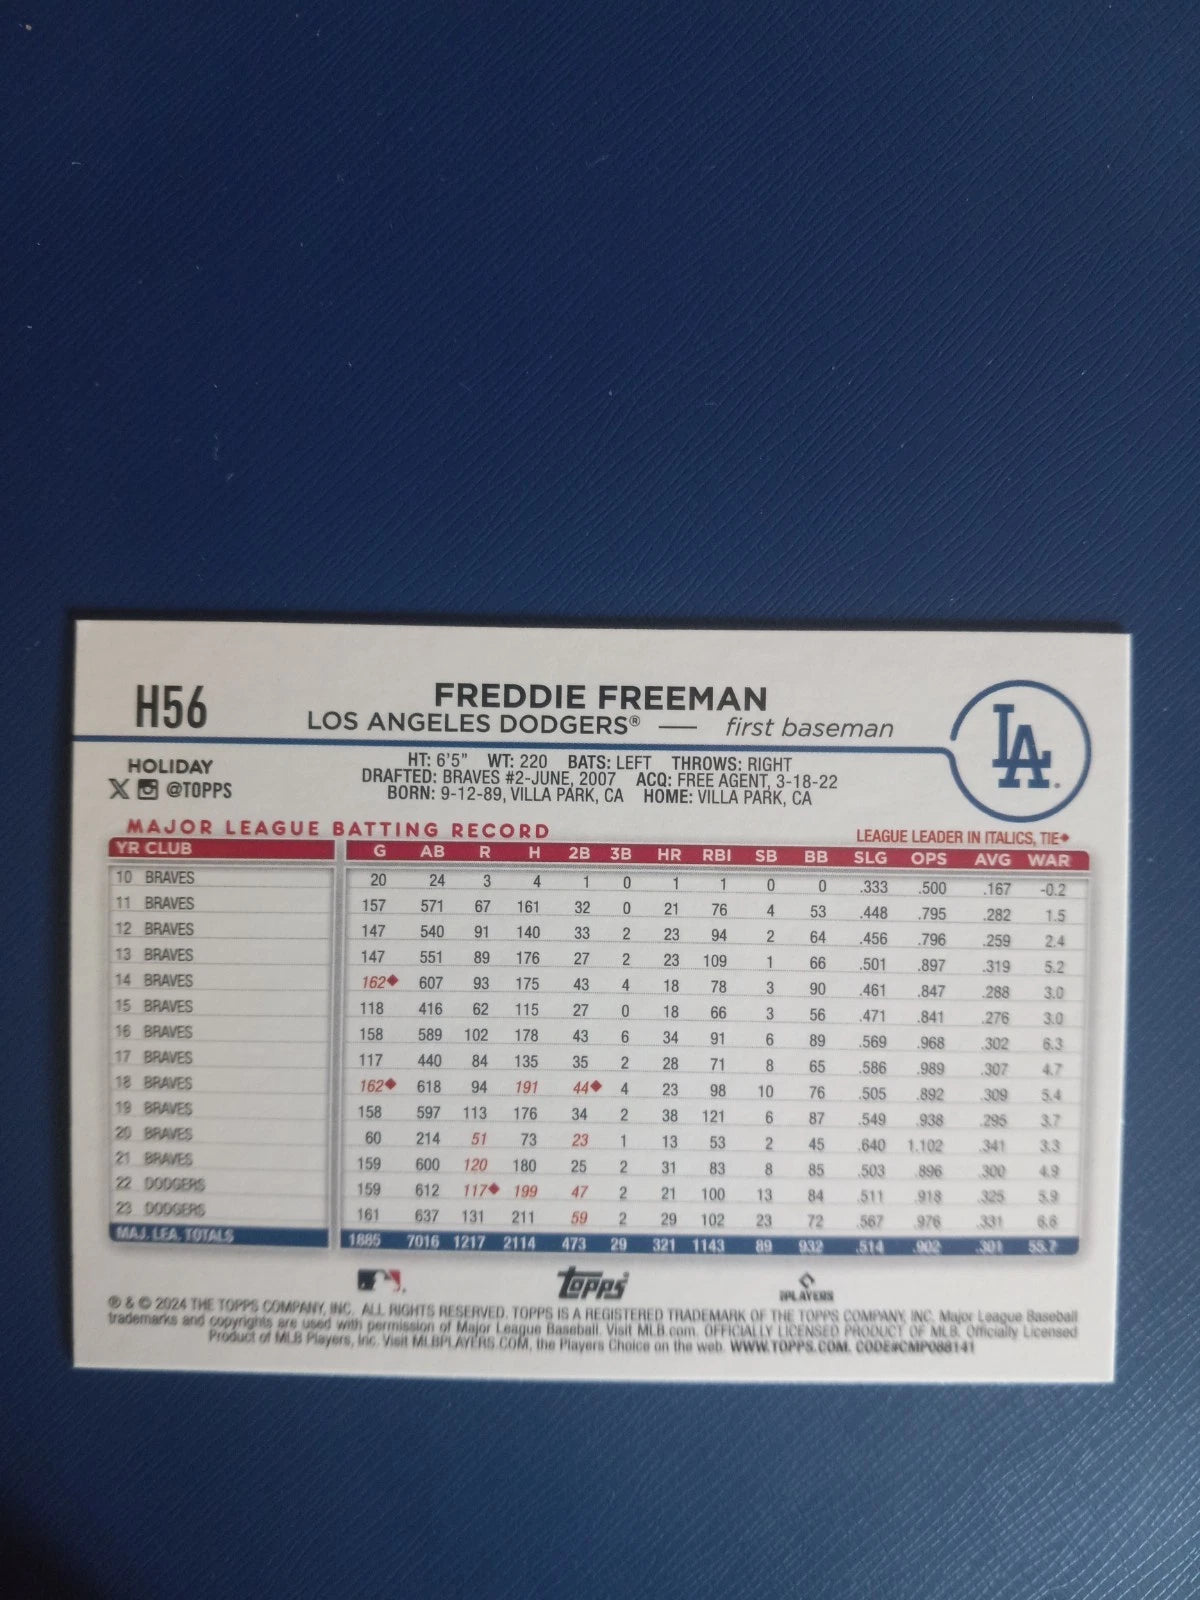 H56
FREDDIE FREEMAN
LOS ANGELES DODGERS® — first baseman
LA
HOLIDAY
X @TOPPS
HT: 6'5" WT: 220 BATS: LEFT THROWS: RIGHT
DRAFTED: BRAVES #2-JUNE, 2007 ACQ: FREE AGENT, 3-18-22
BORN: 9-12-89, VILLA PARK, CA HOME: VILLA PARK, CA
MAJOR LEAGUE BATTING RECORD LEAGUE LEADER IN ITALICS, TIE◆
YR CLUB G AB R H 2B 3B HR RBI SB BB SLG OPS AVG WAR
10 BRAVES 20 24 3 4 1 0 1 1 0 0 .333 .500 .167 -0.2
11 BRAVES 157 571 67 161 32 0 21 76 4 53 .448 .795 .282 1.5
12 BRAVES 147 540 91 140 33 2 23 94 2 64 .456 .796 .259 2.4
13 BRAVES 147 551 89 176 27 2 23 109 1 66 .501 .897 .319 5.2
14 BRAVES 162◆ 607 93 175 43 4 18 78 3 90 .461 .847 .288 3.0
15 BRAVES 118 416 62 115 27 0 18 66 3 56 .471 .841 .276 3.0
16 BRAVES 158 589 102 178 43 6 34 91 6 89 .569 .968 .302 6.3
17 BRAVES 117 440 84 135 35 2 28 71 8 65 .586 .989 .307 4.7
18 BRAVES 162◆ 618 94 191 44◆ 4 23 98 10 76 .505 .892 .309 5.4
19 BRAVES 158 597 113 176 34 2 38 121 6 87 .549 .938 .295 3.7
20 BRAVES 60 214 51 73 23 1 13 53 2 45 .640 1.102 .341 3.3
21 BRAVES 159 600 120 180 25 2 31 83 8 85 .503 .896 .300 4.9
22 DODGERS 159 612 117◆ 199 47 2 21 100 13 84 .511 .918 .325 5.9
23 DODGERS 161 637 131 211 59 2 29 102 23 72 .567 .976 .331 6.6
MAJ. LEA. TOTALS 1885 7016 1217 2114 473 29 321 1143 89 932 .514 .902 .301 55.7
topps
PLAYERS
® & © 2024 THE TOPPS COMPANY, INC. ALL RIGHTS RESERVED. TOPPS IS A REGISTERED TRADEMARK OF THE TOPPS COMPANY, INC. Major League Baseball
trademarks and copyrights are used with permission of Major League Baseball. Visit MLB.com. OFFICIALLY LICENSED PRODUCT OF MLB. Officially Licensed
Product of MLB Players, Inc. Visit MLBPLAYERS.COM, the Players Choice on the web. WWW.TOPPS.COM. CODE#CMP088141